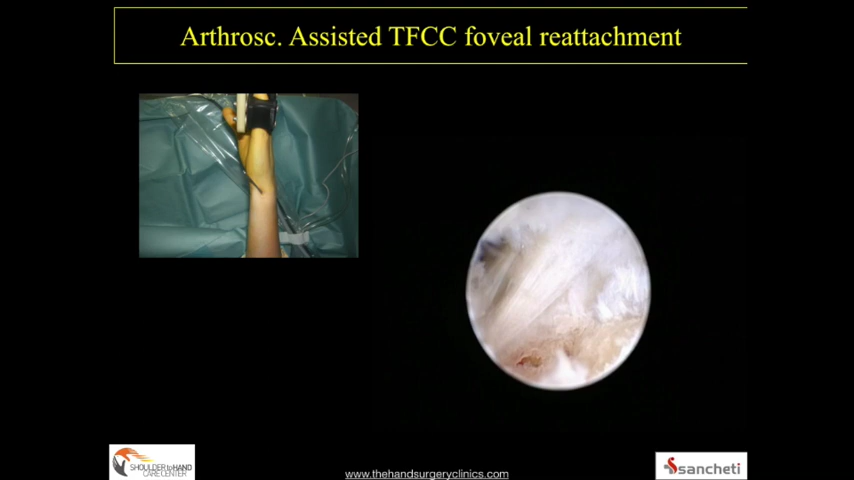 Arthrosc. Assisted TFCC foveal reattachment
SHOULDER to HAND
CARE CENTER
www.thehandsurgeryclinics.com
sancheti